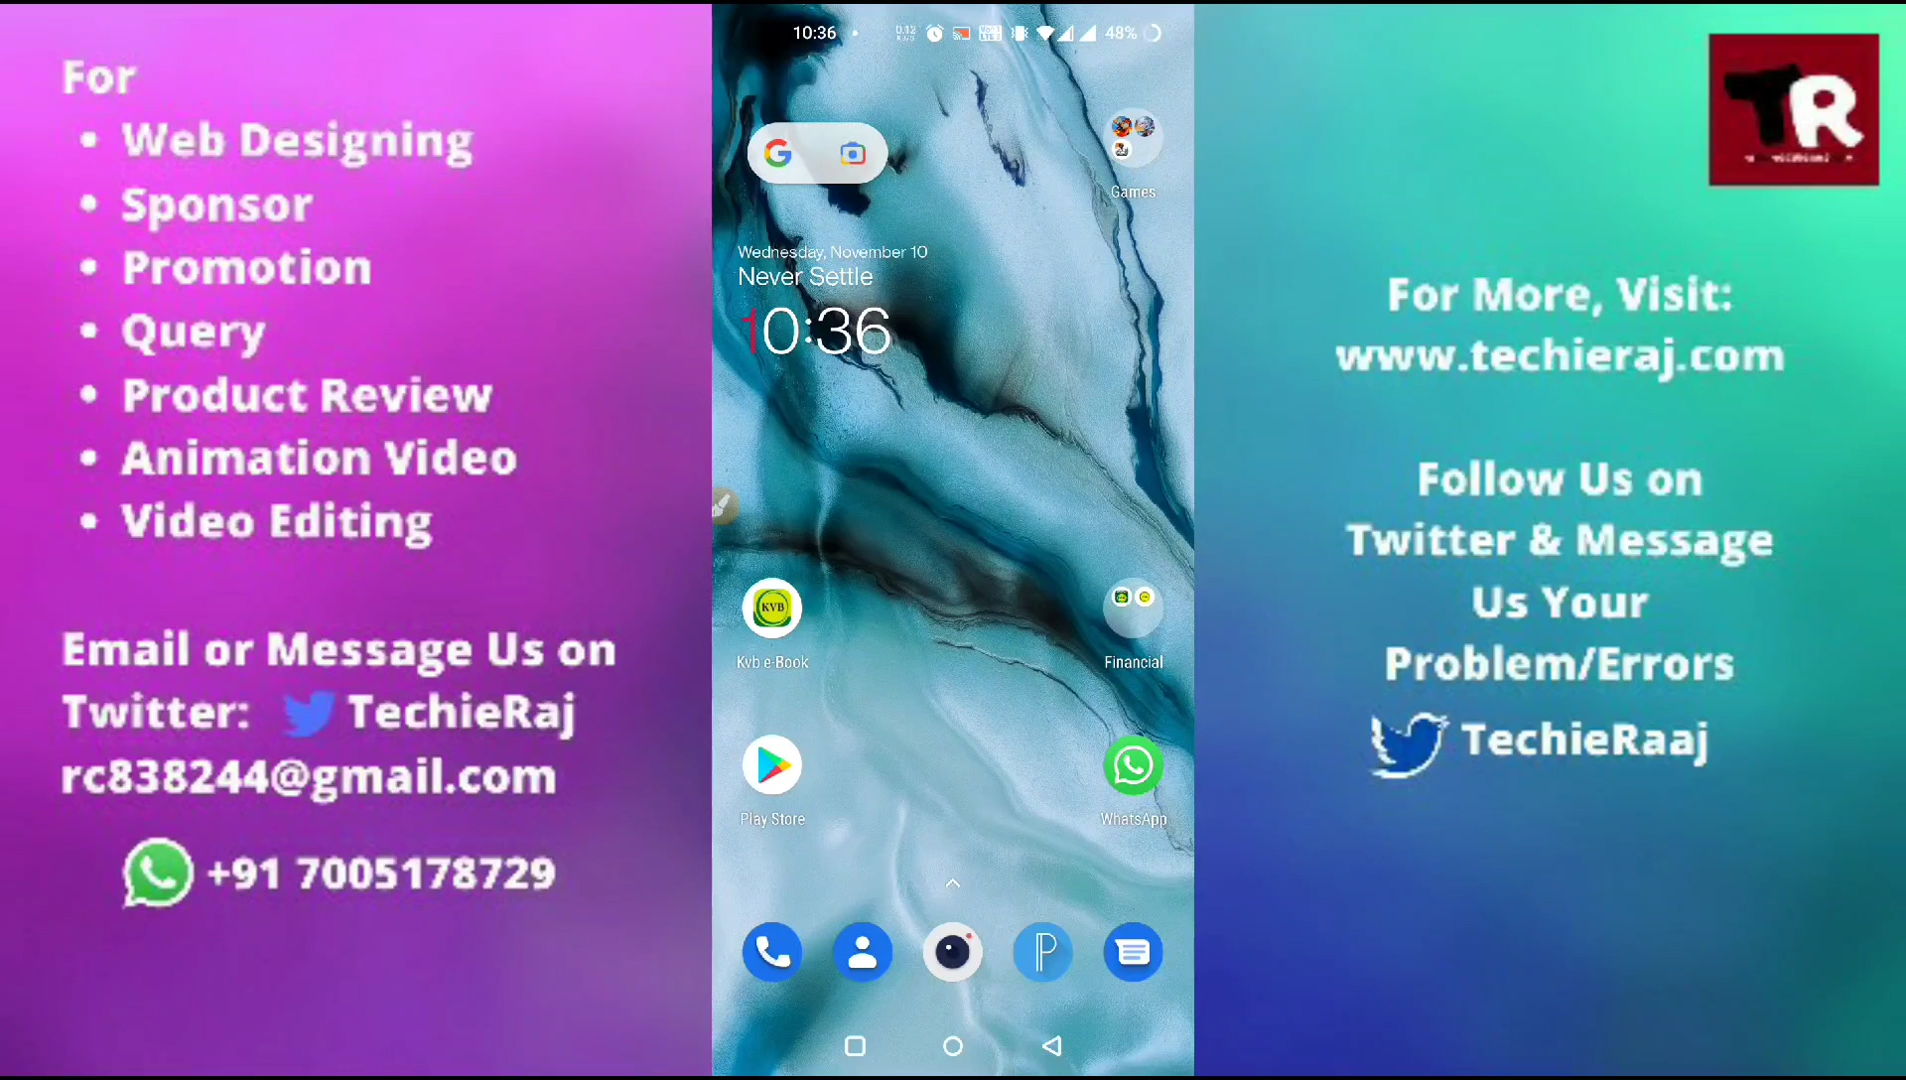 For
• Web Designing
• Sponsor
• Promotion
• Query
• Product Review
• Animation Video
• Video Editing
Email or Message Us on
Twitter: TechieRaj
rc838244@gmail.com
+91 7005178729
10:36
48%
Games
Wednesday, November 10
Never Settle
10:36
KVB
Kvb e-Book
Financial
Play Store
WhatsApp
TR
For More, Visit:
www.techieraj.com
Follow Us on
Twitter & Message
Us Your
Problem/Errors
TechieRaaj